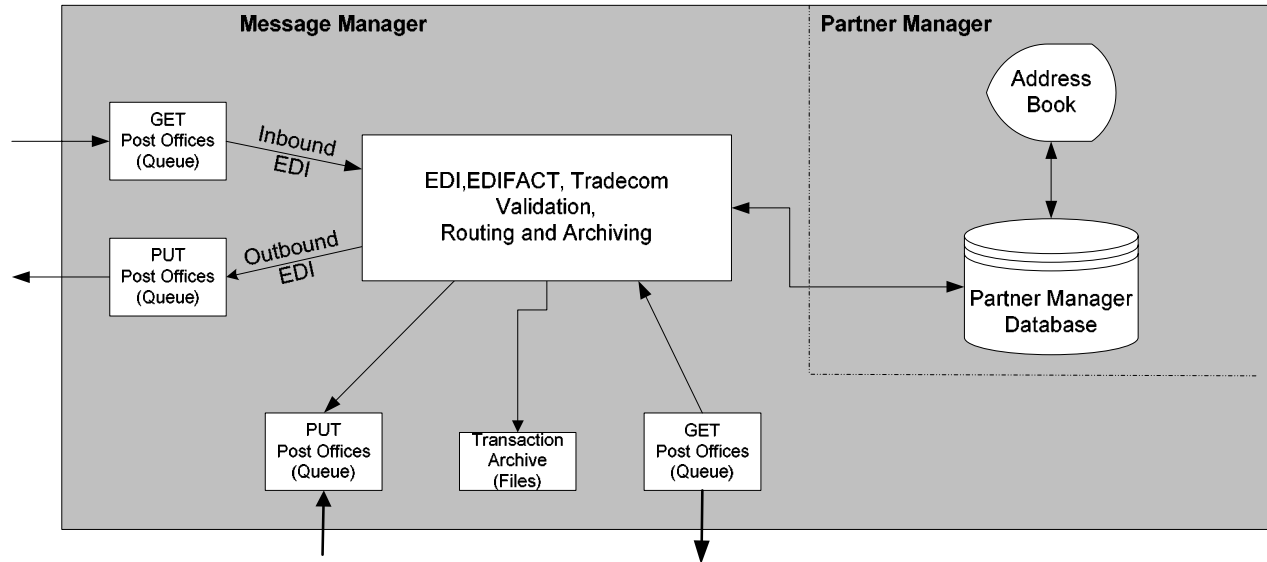 Message Manager
Partner Manager
GET
Post Offices
(Queue)
Inbound
EDI
EDI,EDIFACT, Tradecom
Validation,
Routing and Archiving
Address
Book
PUT
Post Offices
(Queue)
Outbound
EDI
Partner Manager
Database
PUT
Post Offices
(Queue)
Transaction
Archive
(Files)
GET
Post Offices
(Queue)